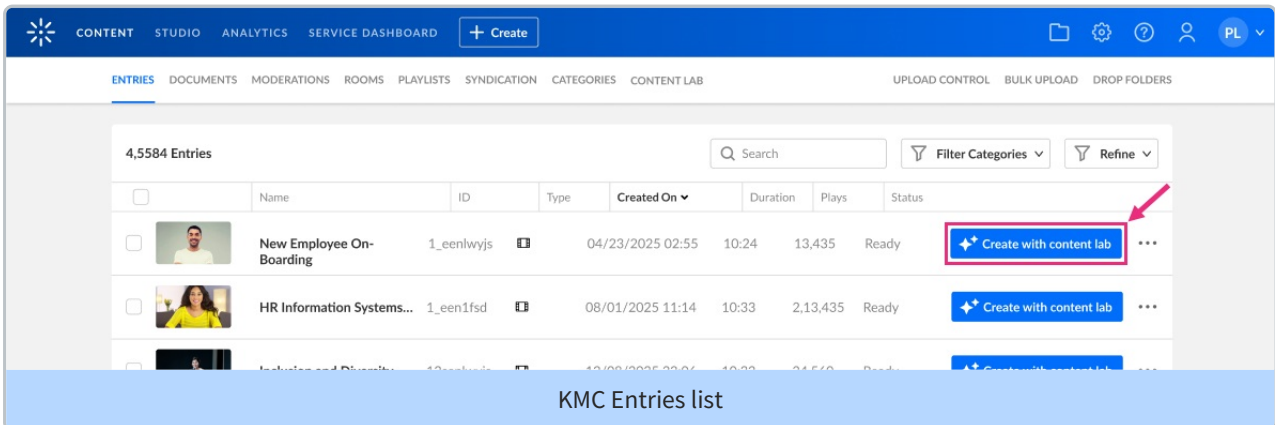 CONTENT STUDIO ANALYTICS SERVICE DASHBOARD + Create PL
ENTRIES DOCUMENTS MODERATIONS ROOMS PLAYLISTS SYNDICATION CATEGORIES CONTENT LAB UPLOAD CONTROL BULK UPLOAD DROP FOLDERS
4,5584 Entries Search Filter Categories Refine
Name ID Type Created On Duration Plays Status
New Employee On- 1_eenlwyjs 04/23/2025 02:55 10:24 13,435 Ready Create with content lab
Boarding
HR Information Systems... 1_een1fsd 08/01/2025 11:14 10:33 2,13,435 Ready Create with content lab
Inclusion and Diversity
KMC Entries list